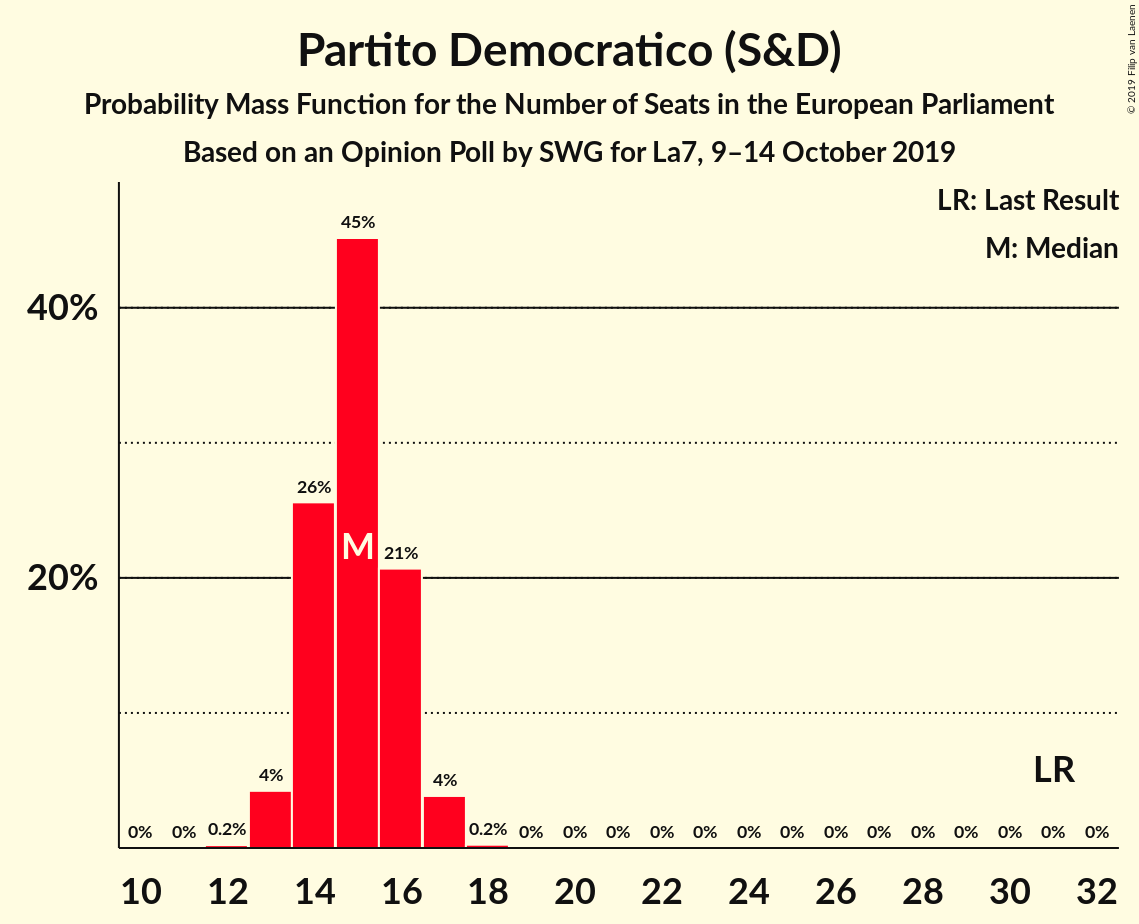 Partito Democratico (S&D)
Probability Mass Function for the Number of Seats in the European Parliament
Based on an Opinion Poll by SWG for La7, 9–14 October 2019
© 2019 Filip van Laenen
LR: Last Result
M: Median
45%
40%
26%
M
21%
20%
LR
4%
4%
0% 0% 0.2% 0.2% 0% 0% 0% 0% 0% 0% 0% 0% 0% 0% 0% 0% 0% 0%
10 12 14 16 18 20 22 24 26 28 30 32